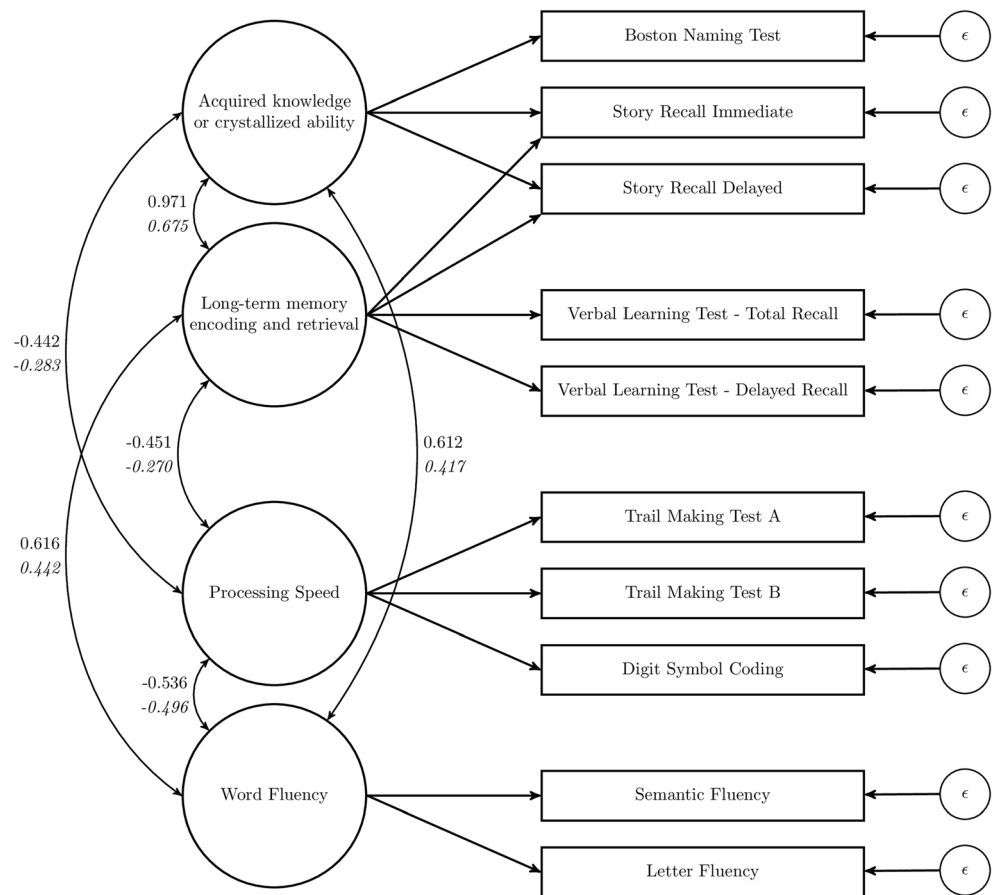 Boston Naming Test
ϵ
Acquired knowledge
or crystallized ability
Story Recall Immediate
ϵ
Story Recall Delayed
ϵ
0.971
0.675
Long-term memory
encoding and retrieval
Verbal Learning Test - Total Recall
ϵ
-0.442
-0.283
Verbal Learning Test - Delayed Recall
ϵ
-0.451
-0.270
0.612
0.417
Trail Making Test A
ϵ
0.616
0.442
Processing Speed
Trail Making Test B
ϵ
Digit Symbol Coding
ϵ
-0.536
-0.496
Word Fluency
Semantic Fluency
ϵ
Letter Fluency
ϵ